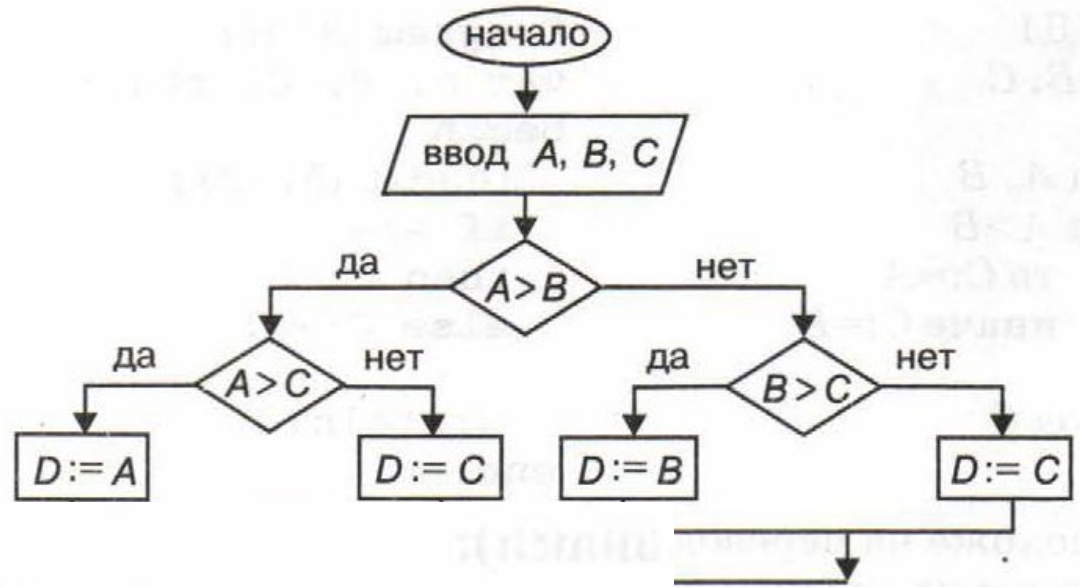 начало
ввод A, B, C
да A>B нет
да A>C нет да B>C нет
D:= A D:= C D:= B D:= C